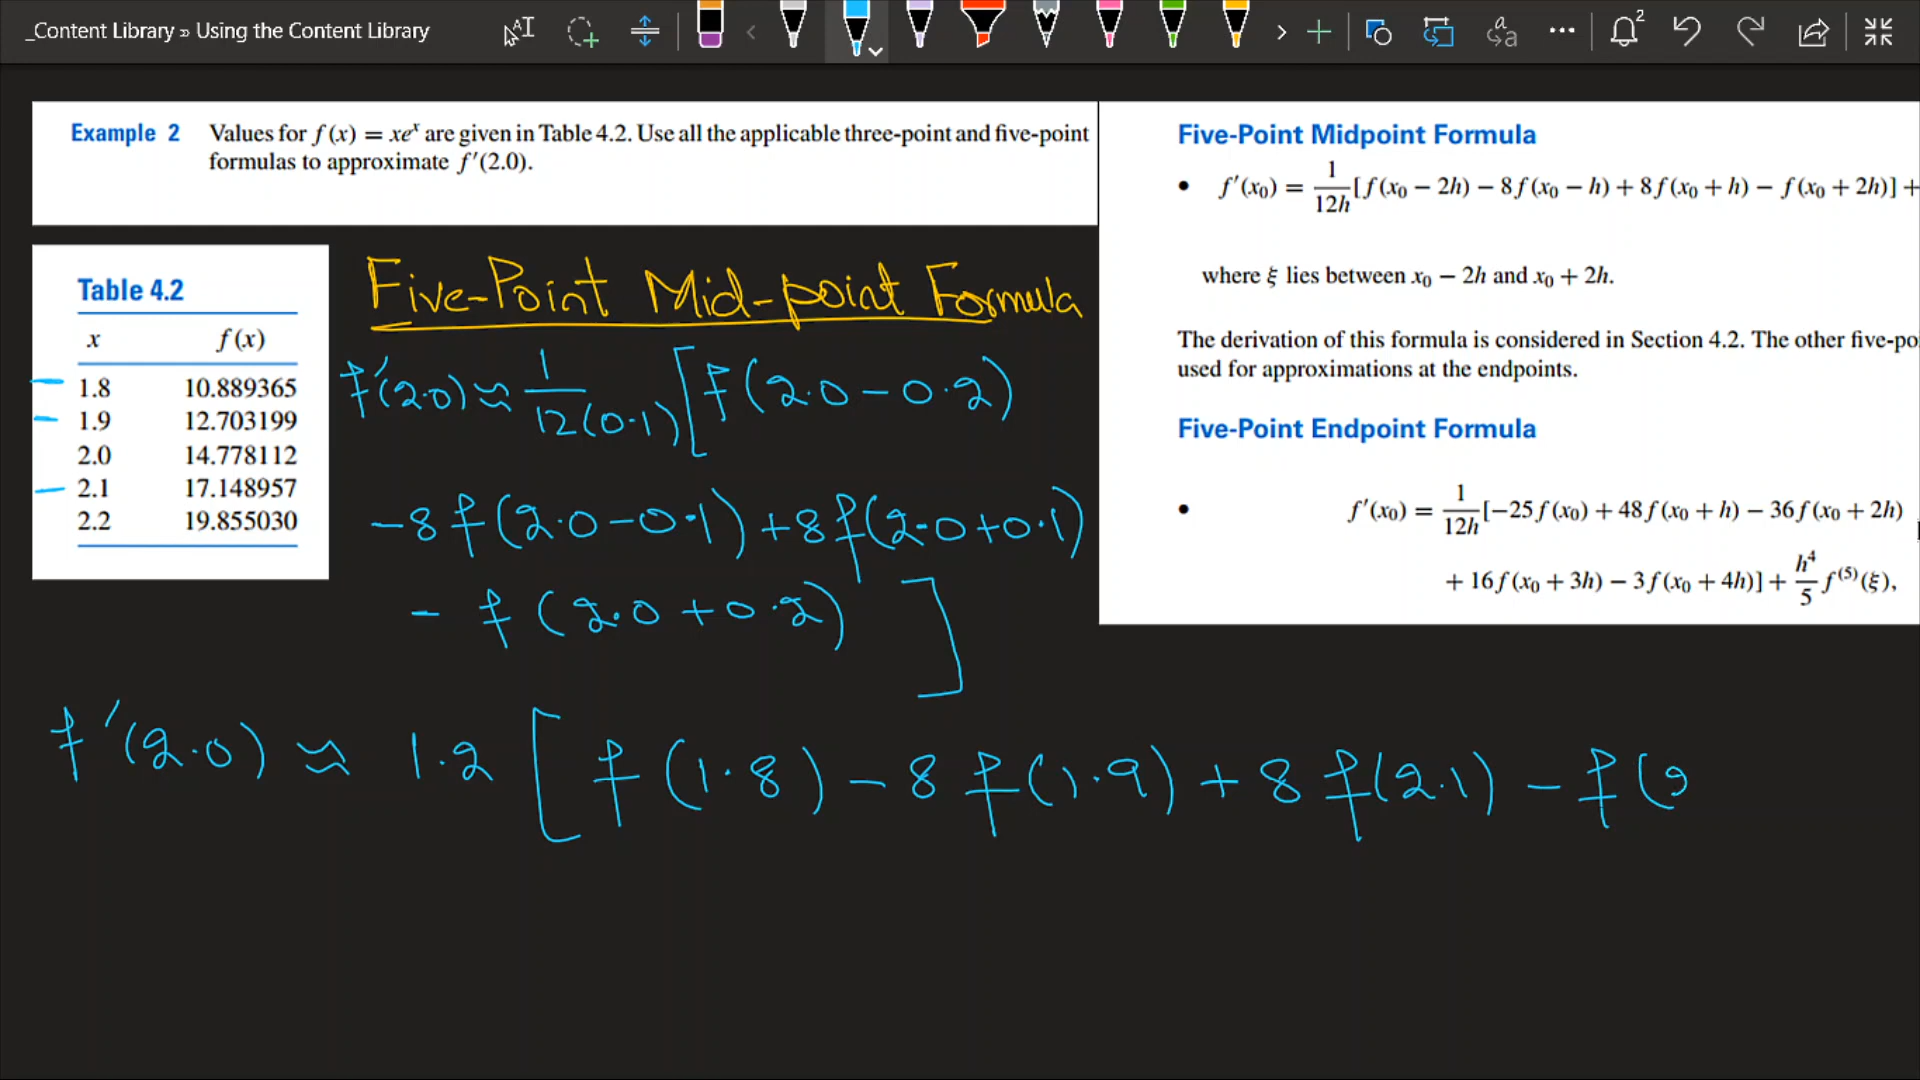 _Content Library » Using the Content Library
2
Example 2 Values for f(x) = xeˣ are given in Table 4.2. Use all the applicable three-point and five-point
formulas to approximate f′(2.0).
Table 4.2
x f(x)
1.8 10.889365
1.9 12.703199
2.0 14.778112
2.1 17.148957
2.2 19.855030
Five-Point Mid-point Formula
f′(2.0) ≈ 1/12(0.1) [f(2.0 − 0.2)
−8f(2.0−0.1)+8f(2.0+0.1)
− f(2.0+0.2) ]
f′(2.0) ≈ 1.2 [ f(1.8) − 8f(1.9) + 8f(2.1) − f(2
Five-Point Midpoint Formula
• f′(x₀) = 1/12h [f(x₀ − 2h) − 8f(x₀ − h) + 8f(x₀ + h) − f(x₀ + 2h)] +
where ξ lies between x₀ − 2h and x₀ + 2h.
The derivation of this formula is considered in Section 4.2. The other five-po
used for approximations at the endpoints.
Five-Point Endpoint Formula
• f′(x₀) = 1/12h [−25f(x₀) + 48f(x₀ + h) − 36f(x₀ + 2h)
+ 16f(x₀ + 3h) − 3f(x₀ + 4h)] + h⁴/5 f⁽⁵⁾(ξ),